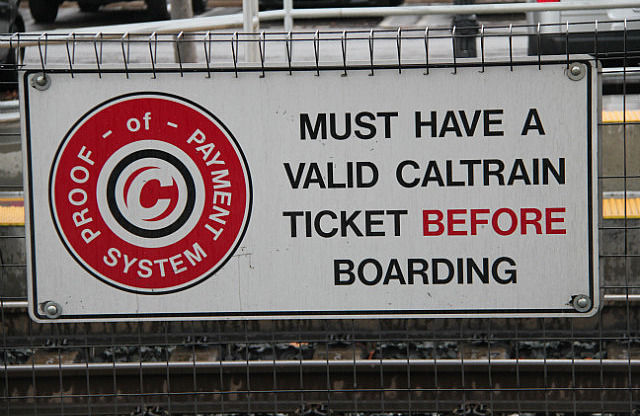 PROOF - of - PAYMENT
SYSTEM
C
MUST HAVE A
VALID CALTRAIN
TICKET BEFORE
BOARDING